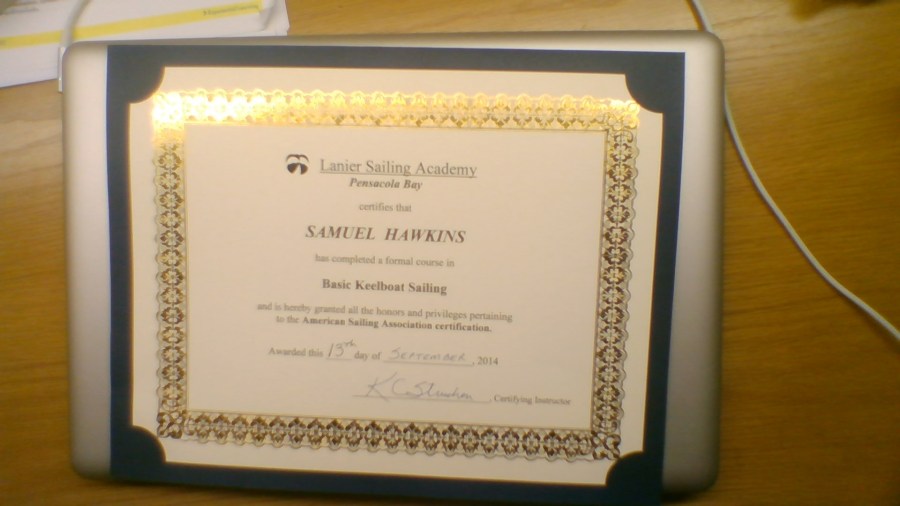 Lanier Sailing Academy
Pensacola Bay
certifies that
SAMUEL HAWKINS
has completed a formal course in
Basic Keelboat Sailing
and is hereby granted all the honors and privileges pertaining
to the American Sailing Association certification.
Awarded this 13th day of SEPTEMBER, 2014
, Certifying Instructor